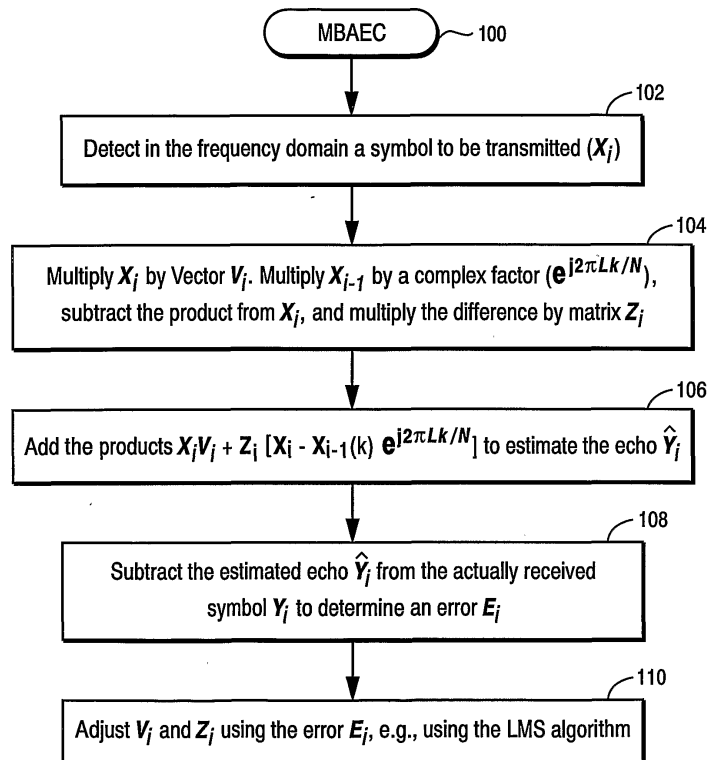 MBAEC
100
102
Detect in the frequency domain a symbol to be transmitted (Xᵢ)
104
Multiply Xᵢ by Vector Vᵢ. Multiply Xᵢ₋₁ by a complex factor (e^j2πLk/N),
subtract the product from Xᵢ, and multiply the difference by matrix Zᵢ
106
Add the products XᵢVᵢ + Zᵢ [Xᵢ - Xᵢ₋₁(k) e^j2πLk/N] to estimate the echo Ŷᵢ
108
Subtract the estimated echo Ŷᵢ from the actually received
symbol Yᵢ to determine an error Eᵢ
110
Adjust Vᵢ and Zᵢ using the error Eᵢ, e.g., using the LMS algorithm